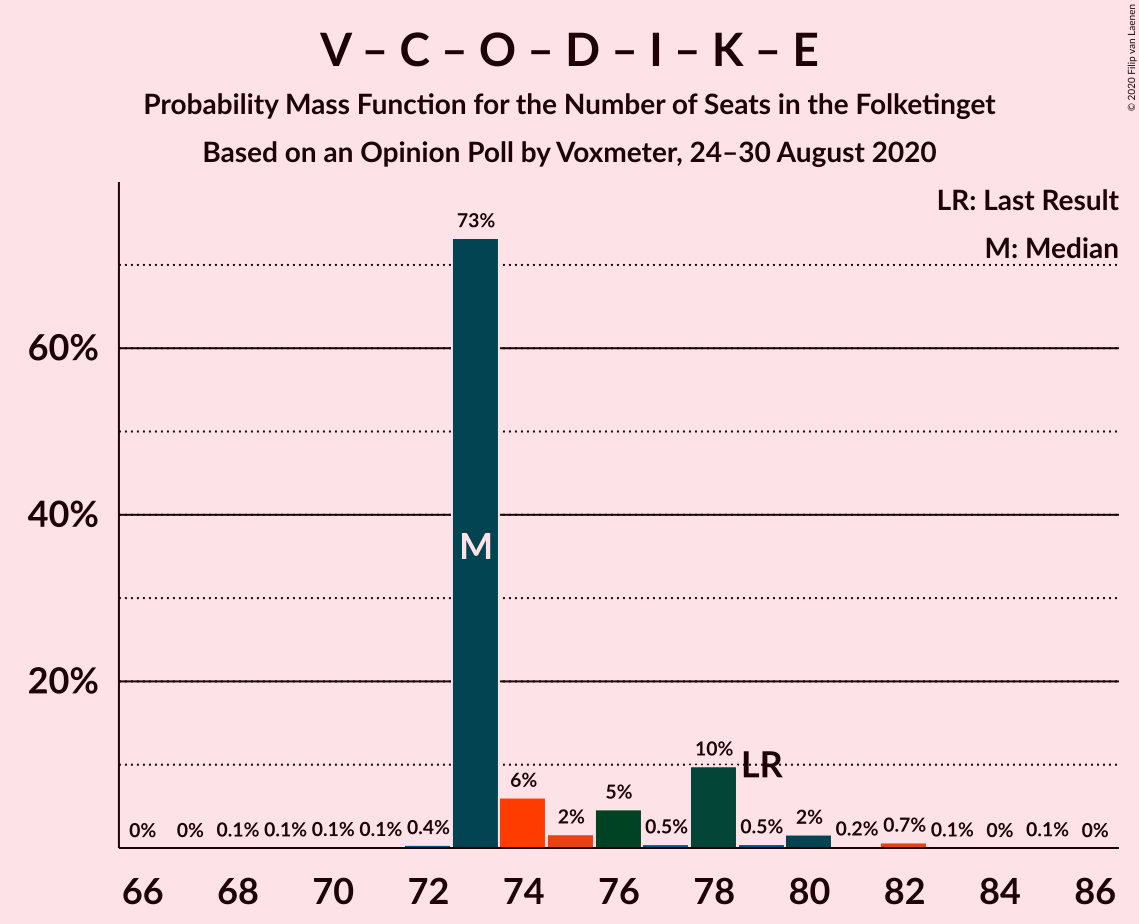 V – C – O – D – I – K – E
Probability Mass Function for the Number of Seats in the Folketinget
Based on an Opinion Poll by Voxmeter, 24–30 August 2020
© 2020 Filip van Laenen
LR: Last Result
M: Median
60%
40%
20%
0% 0% 0.1% 0.1% 0.1% 0.1% 0.4% 73% 6% 2% 5% 0.5% 10% 0.5% 2% 0.2% 0.7% 0.1% 0% 0.1% 0%
M
LR
66 68 70 72 74 76 78 80 82 84 86